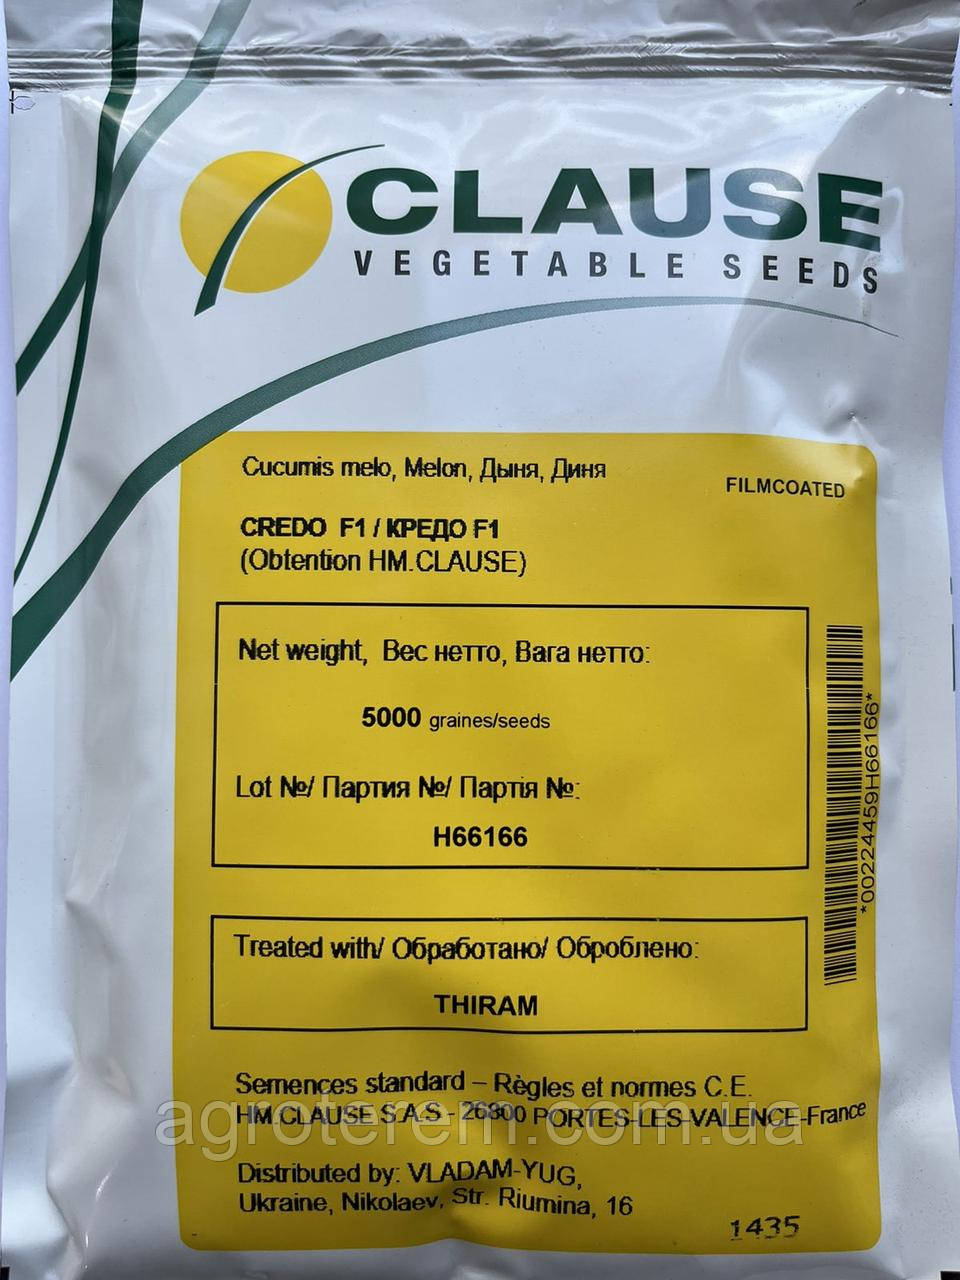 CLAUSE
VEGETABLE SEEDS
Cucumis melo, Melon, Дыня, Диня
FILMCOATED
CREDO F1 / КРЕДО F1
(Obtention HM.CLAUSE)
Net weight, Вес нетто, Вага нетто:
5000 graines/seeds
Lot №/ Партия №/ Партія №:
H66166
*00224459H66166*
Treated with/ Обработано/ Оброблено:
THIRAM
Semences standard – Règles et normes C.E.
HM.CLAUSE S.A.S - 26800 PORTES-LES-VALENCE-France
agroterem.com.ua
Distributed by: VLADAM-YUG,
Ukraine, Nikolaev, Str. Riumina, 16
1435